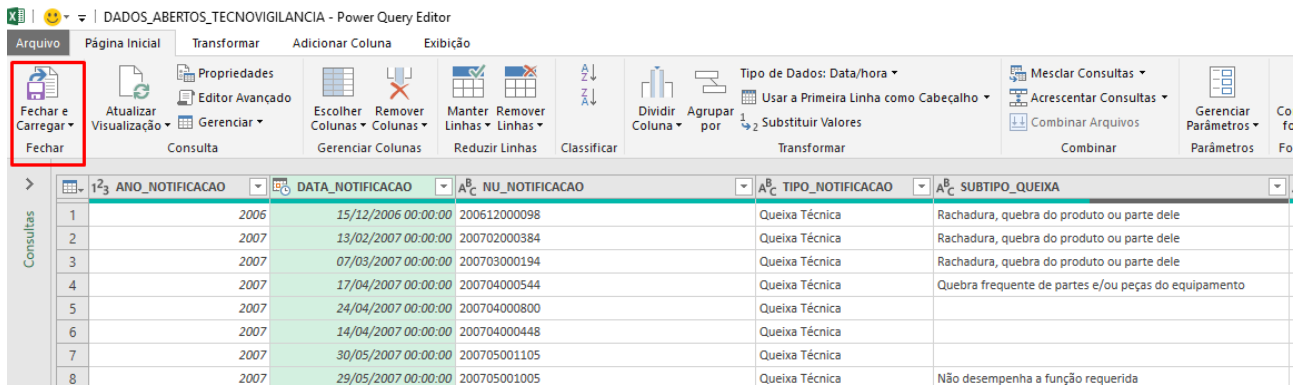 DADOS_ABERTOS_TECNOVIGILANCIA - Power Query Editor
Arquivo Página Inicial Transformar Adicionar Coluna Exibição
Fechar e
Carregar
Fechar
Atualizar
Visualização
Propriedades
Editor Avançado
Gerenciar
Consulta
Escolher
Colunas
Remover
Colunas
Gerenciar Colunas
Manter
Linhas
Remover
Linhas
Reduzir Linhas
Classificar
Dividir
Coluna
Agrupar
por
Tipo de Dados: Data/hora
Usar a Primeira Linha como Cabeçalho
Substituir Valores
Transformar
Mesclar Consultas
Acrescentar Consultas
Combinar Arquivos
Combinar
Gerenciar
Parâmetros
Parâmetros
Consultas
ANO_NOTIFICACAO DATA_NOTIFICACAO NU_NOTIFICACAO TIPO_NOTIFICACAO SUBTIPO_QUEIXA
1 2006 15/12/2006 00:00:00 200612000098 Queixa Técnica Rachadura, quebra do produto ou parte dele
2 2007 13/02/2007 00:00:00 200702000384 Queixa Técnica Rachadura, quebra do produto ou parte dele
3 2007 07/03/2007 00:00:00 200703000194 Queixa Técnica Rachadura, quebra do produto ou parte dele
4 2007 17/04/2007 00:00:00 200704000544 Queixa Técnica Quebra frequente de partes e/ou peças do equipamento
5 2007 24/04/2007 00:00:00 200704000800 Queixa Técnica
6 2007 14/04/2007 00:00:00 200704000448 Queixa Técnica
7 2007 30/05/2007 00:00:00 200705001105 Queixa Técnica
8 2007 29/05/2007 00:00:00 200705001005 Queixa Técnica Não desempenha a função requerida